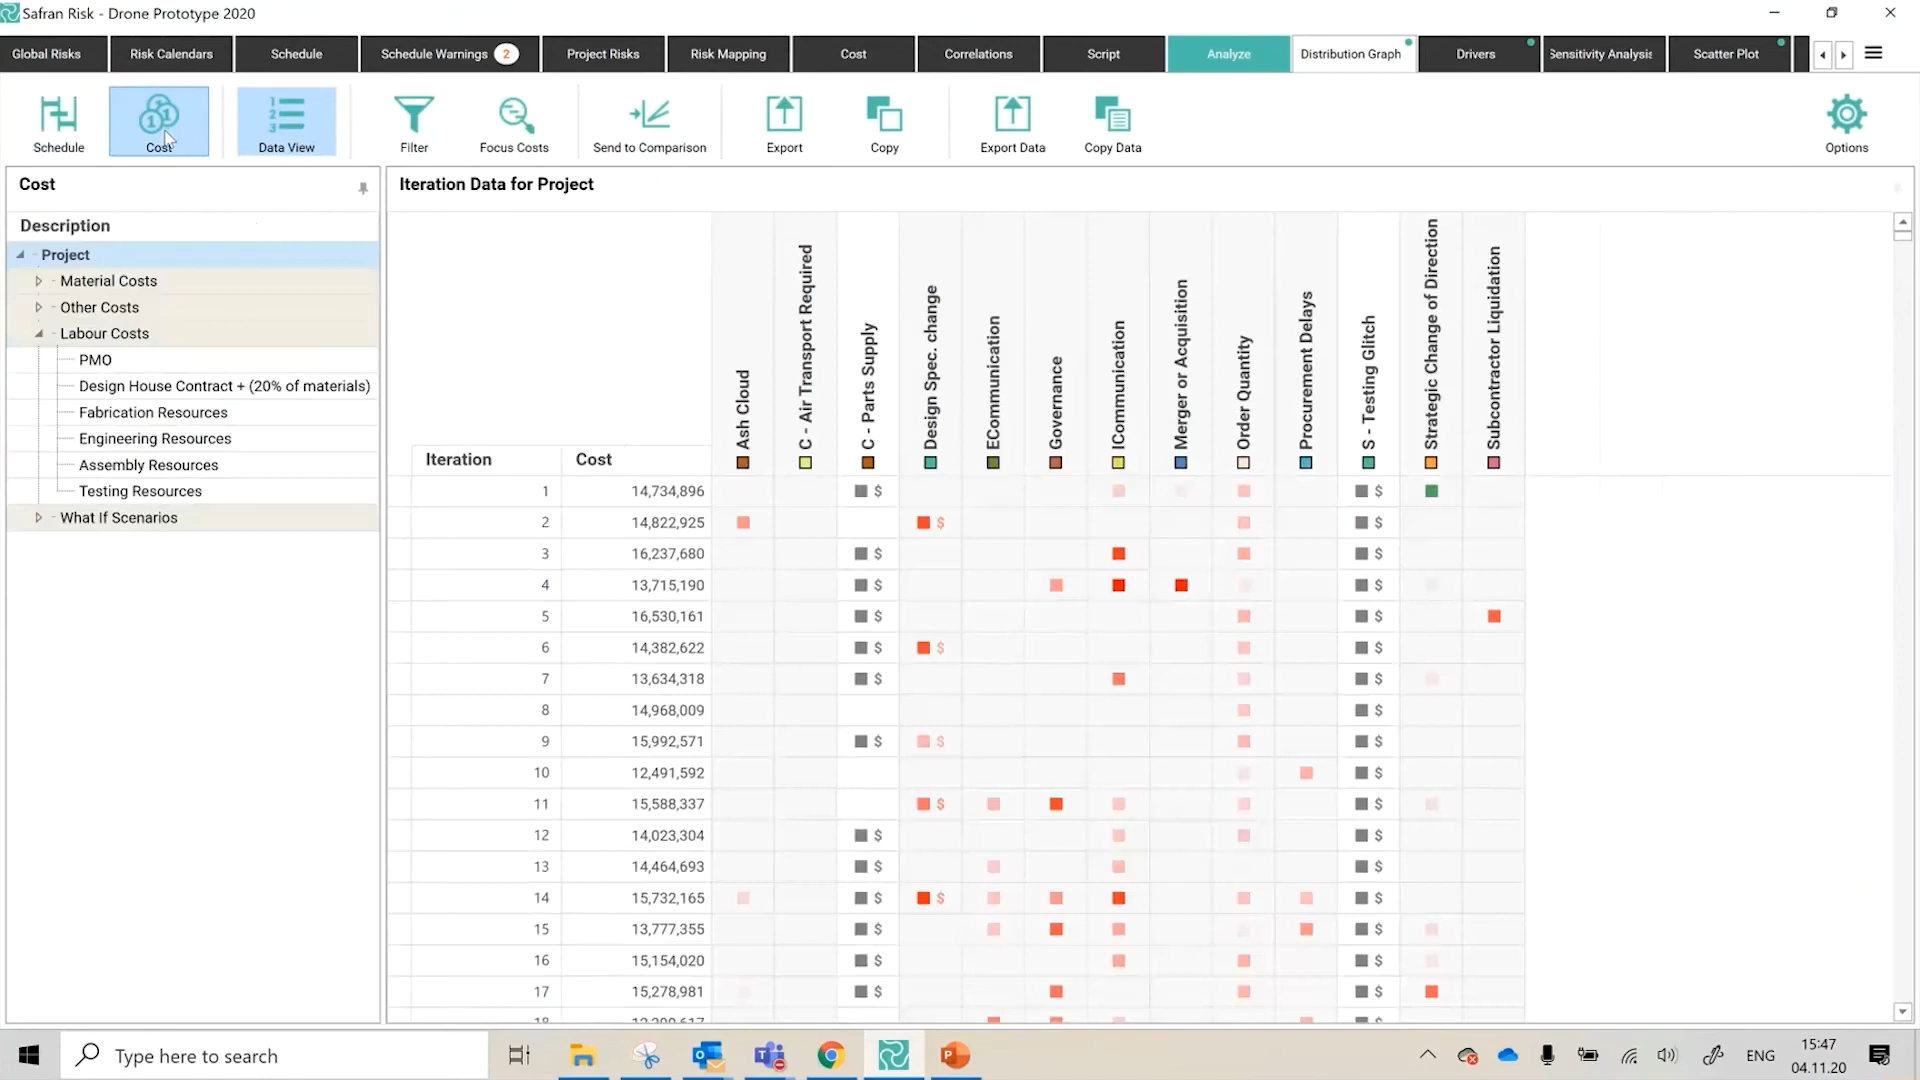 Safran Risk - Drone Prototype 2020
Global Risks
Risk Calendars
Schedule
Schedule Warnings 2
Project Risks
Risk Mapping
Cost
Correlations
Script
Analyze
Distribution Graph
Drivers
Sensitivity Analysis
Scatter Plot
Schedule
Cost
Data View
Filter
Focus Costs
Send to Comparison
Export
Copy
Export Data
Copy Data
Options
Cost
Description
Project
Material Costs
Other Costs
Labour Costs
PMO
Design House Contract + (20% of materials)
Fabrication Resources
Engineering Resources
Assembly Resources
Testing Resources
What If Scenarios
Iteration Data for Project
Iteration
Cost
Ash Cloud
C - Air Transport Required
C - Parts Supply
Design Spec. change
ECommunication
Governance
ICommunication
Merger or Acquisition
Order Quantity
Procurement Delays
S - Testing Glitch
Strategic Change of Direction
Subcontractor Liquidation
1 14,734,896 $ $
2 14,822,925 $ $
3 16,237,680 $ $
4 13,715,190 $ $
5 16,530,161 $ $
6 14,382,622 $ $ $
7 13,634,318 $ $
8 14,968,009 $
9 15,992,571 $ $ $
10 12,491,592 $
11 15,588,337 $ $
12 14,023,304 $ $
13 14,464,693 $ $
14 15,732,165 $ $ $
15 13,777,355 $ $
16 15,154,020 $ $
17 15,278,981 $ $
Type here to search
ENG
15:47
04.11.20